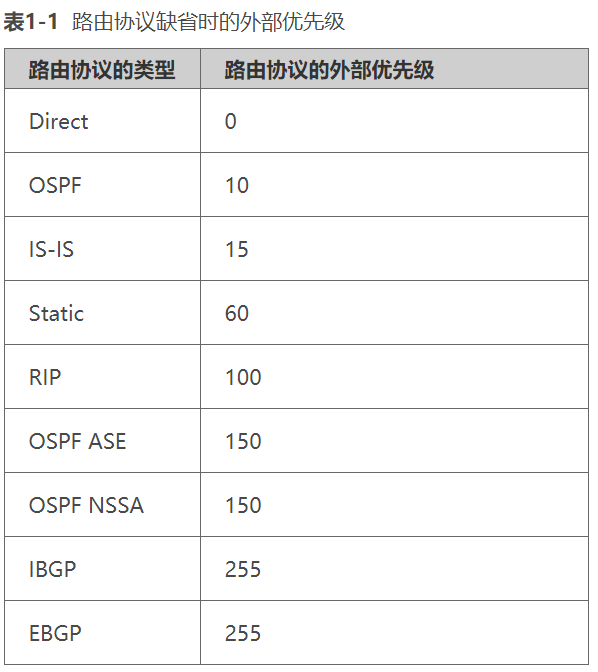 表1-1 路由协议缺省时的外部优先级
路由协议的类型 路由协议的外部优先级
Direct 0
OSPF 10
IS-IS 15
Static 60
RIP 100
OSPF ASE 150
OSPF NSSA 150
IBGP 255
EBGP 255